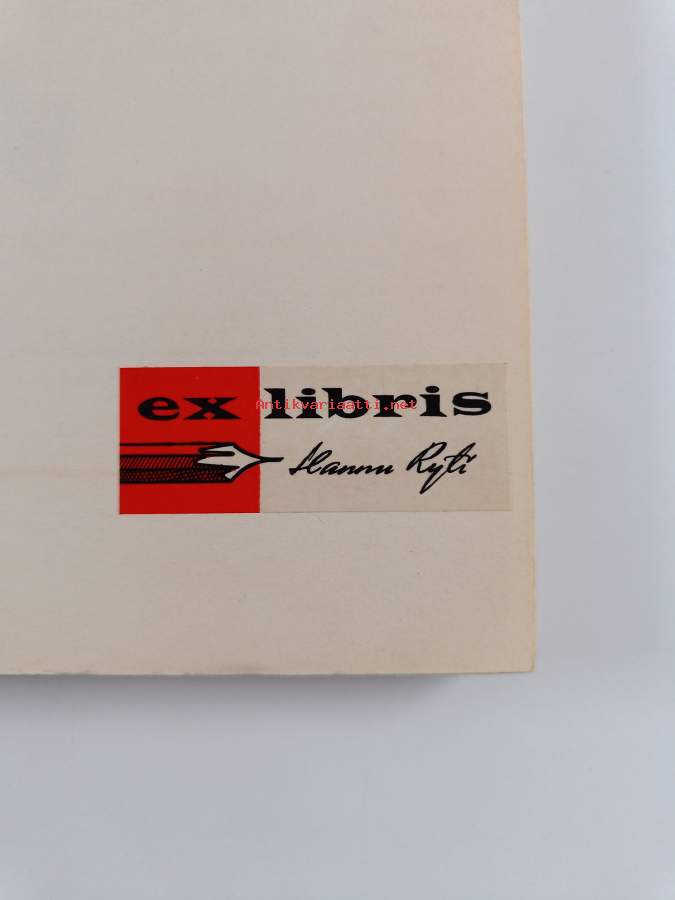 ex libris
Antikvariaatti.net
Hannu Ryti